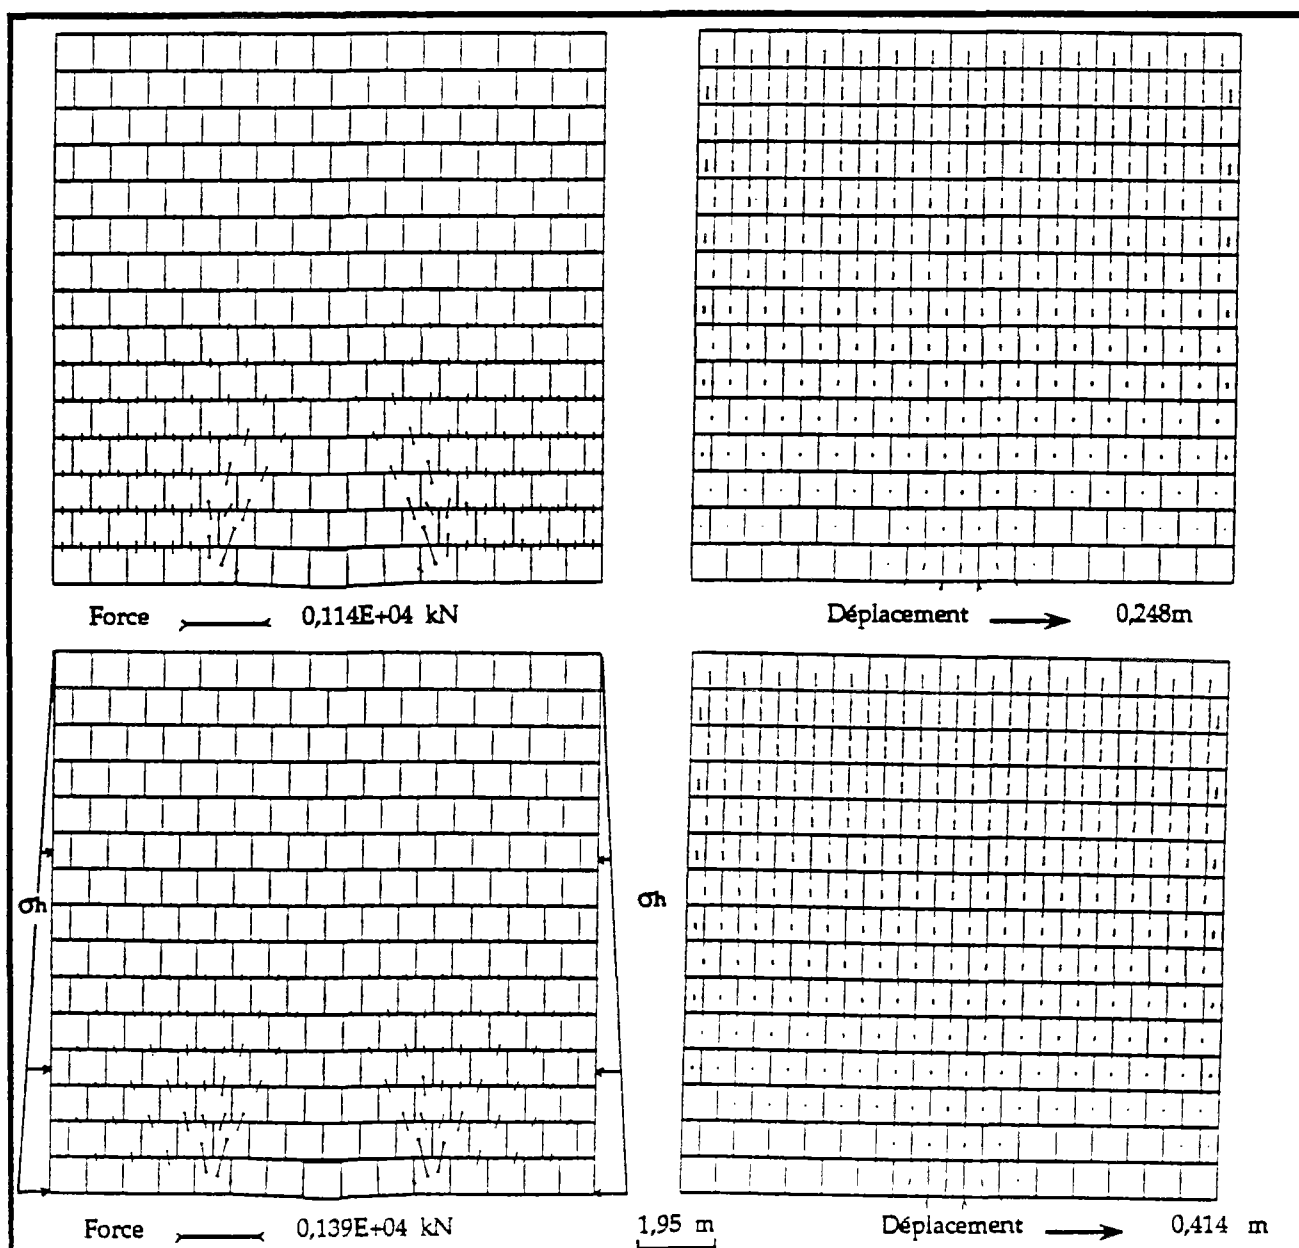 Force 0,114E+04 kN
Déplacement 0,248m
σh
σh
Force 0,139E+04 kN
1,95 m
Déplacement 0,414 m